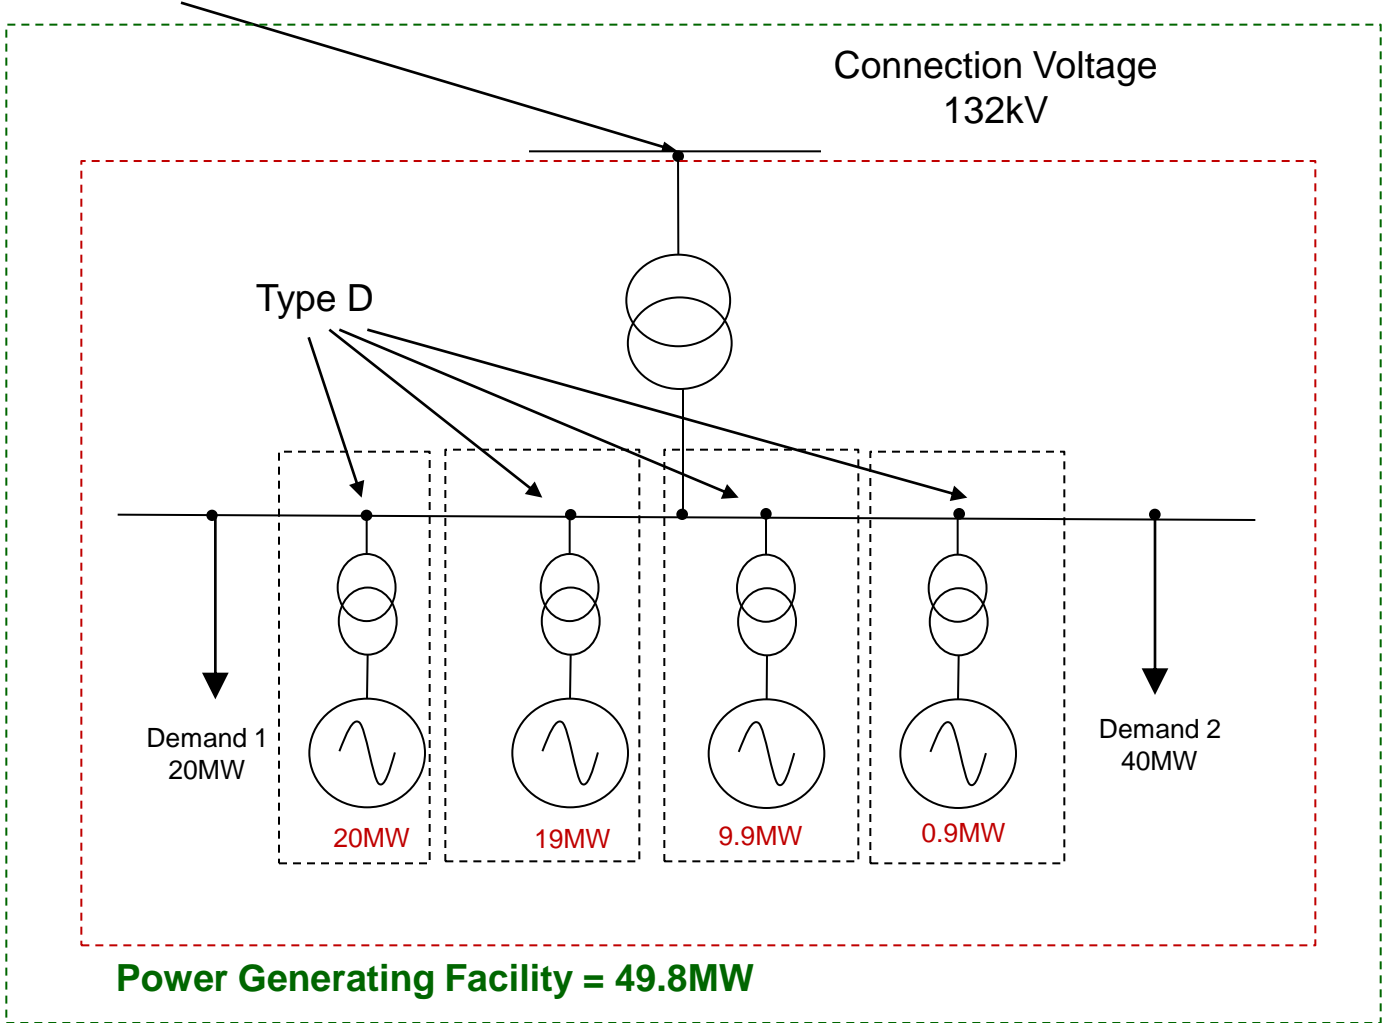 Connection Voltage
132kV
Type D
Demand 1
20MW
Demand 2
40MW
20MW
19MW
9.9MW
0.9MW
Power Generating Facility = 49.8MW